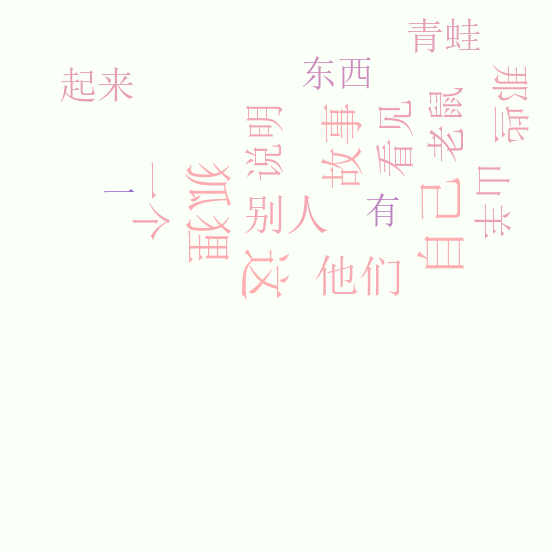 青蛙
起来
东西
那些
老鼠
看见
故事
说明
一个
狐狸
山羊
一
别人
有
自己
这
他们